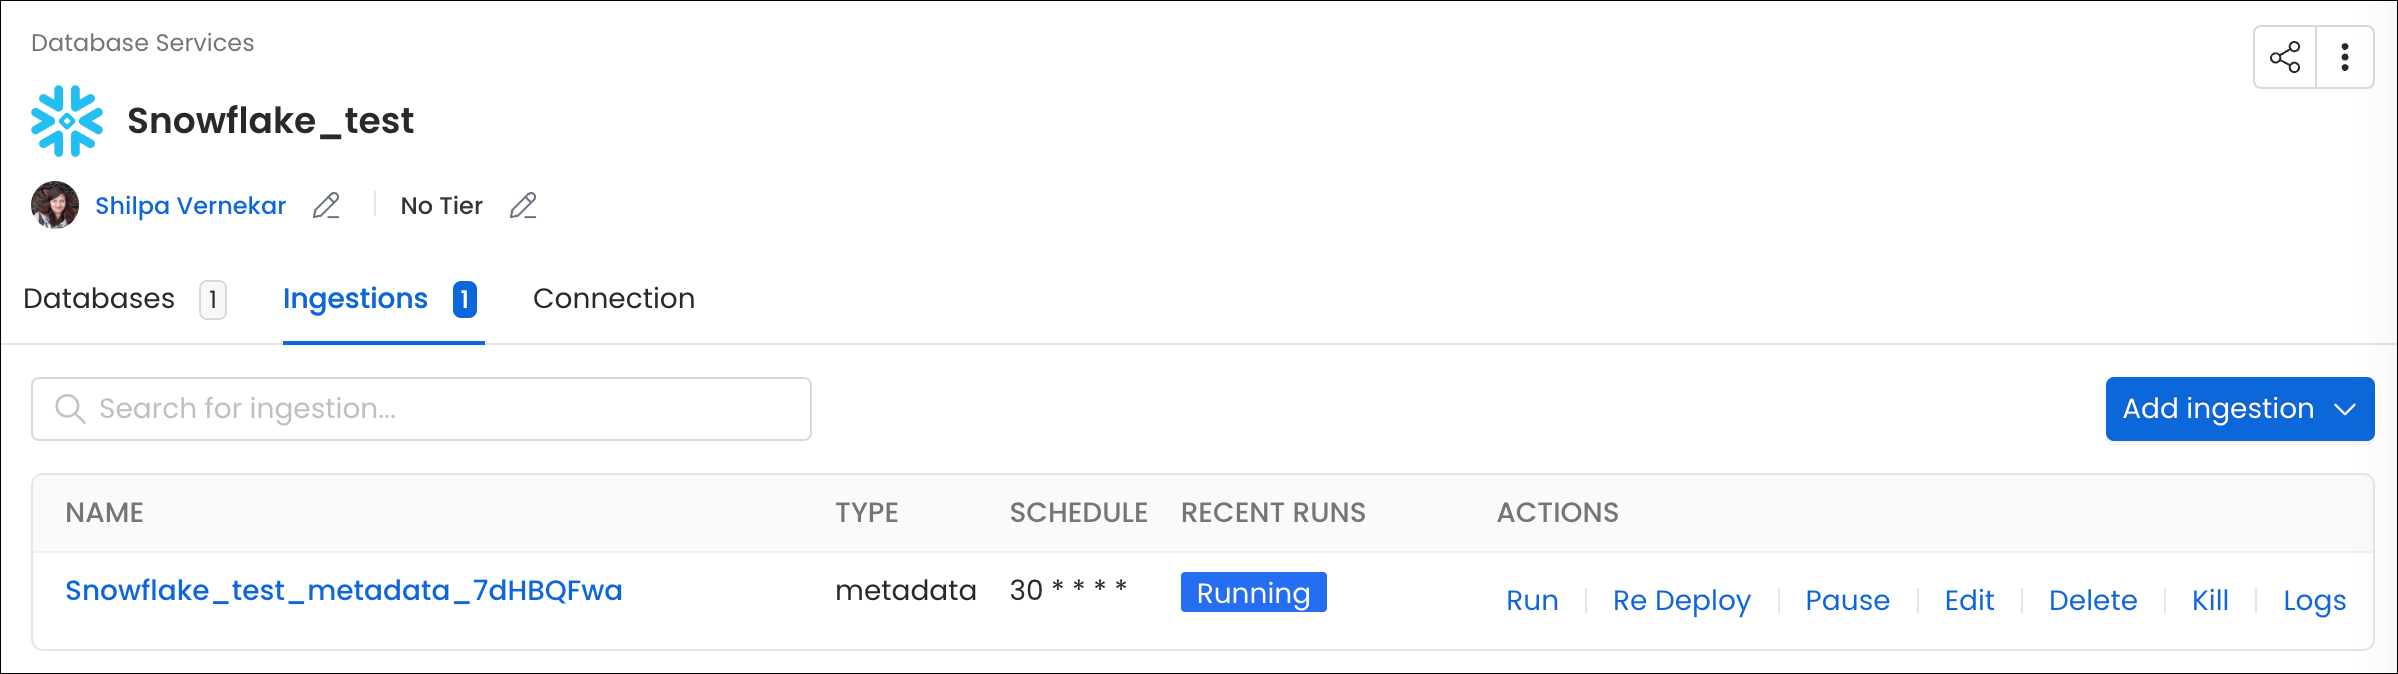 Database Services
Snowflake_test
Shilpa Vernekar No Tier
Databases 1 Ingestions 1 Connection
Search for ingestion...
Add ingestion
NAME TYPE SCHEDULE RECENT RUNS ACTIONS
Snowflake_test_metadata_7dHBQFwa metadata 30 * * * * Running Run Re Deploy Pause Edit Delete Kill Logs